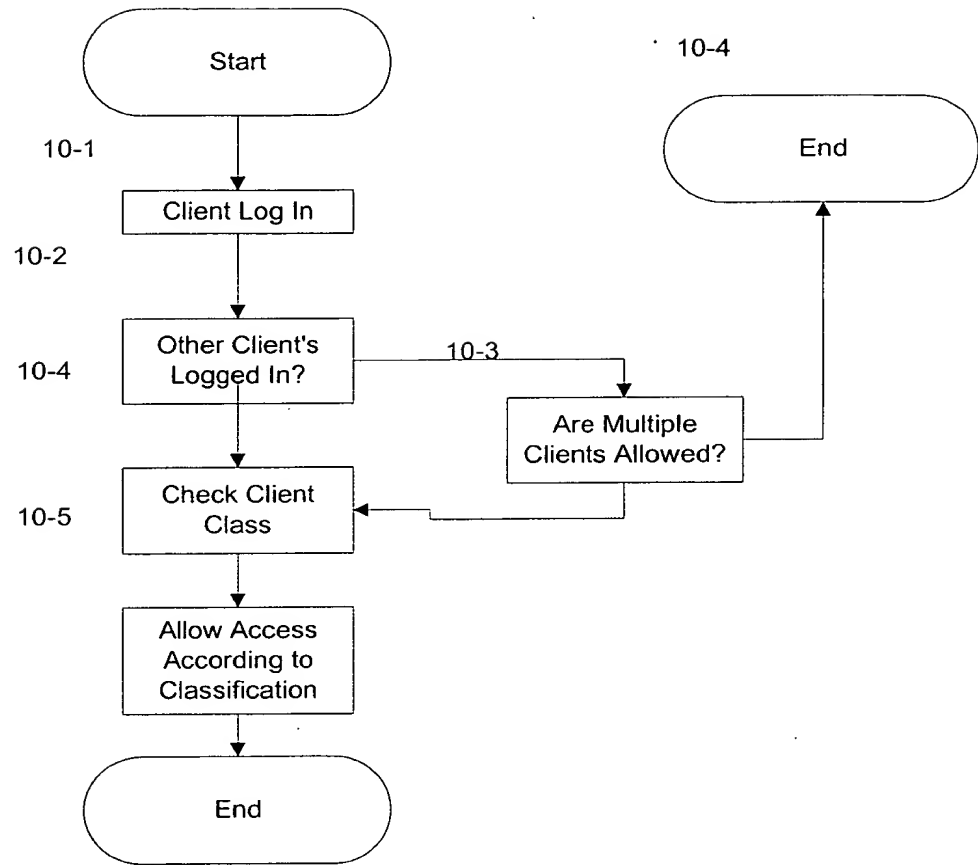 Start
10-4
End
10-1
Client Log In
10-2
Other Client's
Logged In?
10-3
10-4
Are Multiple
Clients Allowed?
Check Client
Class
10-5
Allow Access
According to
Classification
End